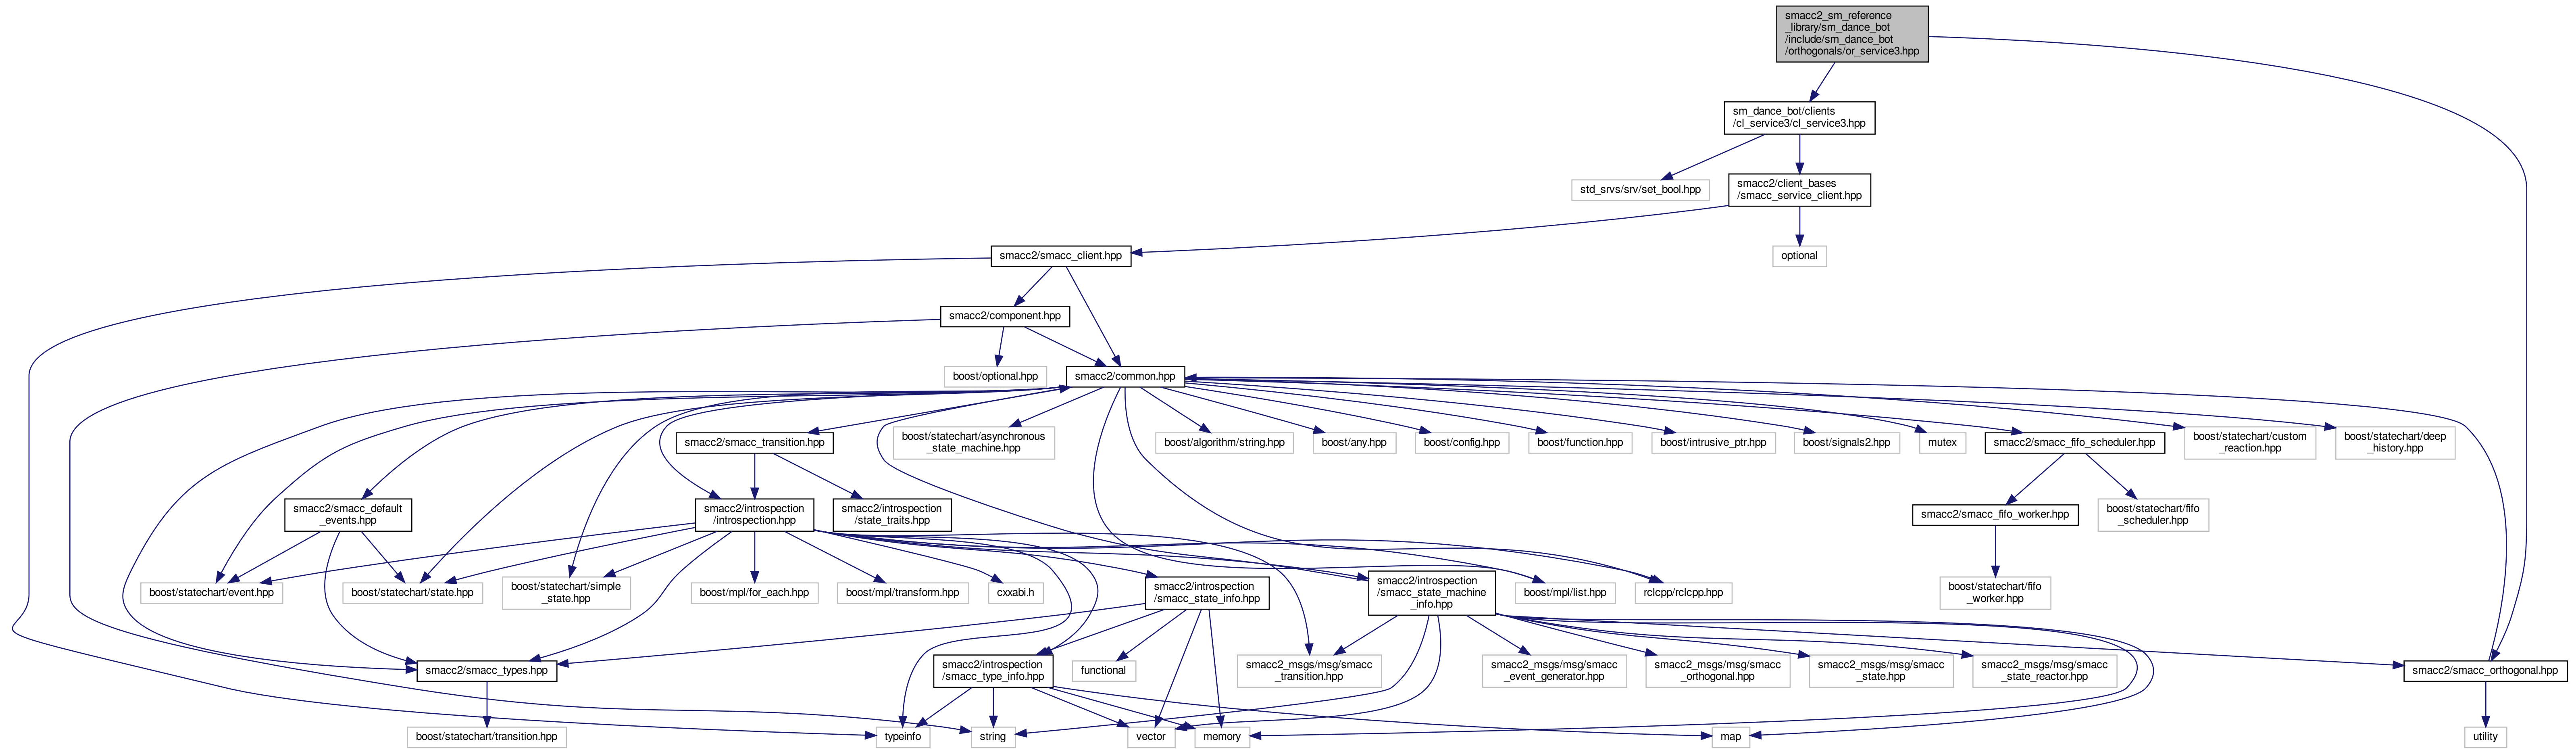 smacc2_sm_reference
_library/sm_dance_bot
/include/sm_dance_bot
/orthogonals/or_service3.hpp
sm_dance_bot/clients
/cl_service3/cl_service3.hpp
std_srvs/srv/set_bool.hpp
smacc2/client_bases
/smacc_service_client.hpp
smacc2/smacc_client.hpp
optional
smacc2/component.hpp
boost/optional.hpp
smacc2/common.hpp
smacc2/smacc_transition.hpp
boost/statechart/asynchronous
_state_machine.hpp
boost/algorithm/string.hpp
boost/any.hpp
boost/config.hpp
boost/function.hpp
boost/intrusive_ptr.hpp
boost/signals2.hpp
mutex
smacc2/smacc_fifo_scheduler.hpp
boost/statechart/custom
_reaction.hpp
boost/statechart/deep
_history.hpp
smacc2/smacc_default
_events.hpp
smacc2/introspection
/introspection.hpp
smacc2/introspection
/state_traits.hpp
smacc2/smacc_fifo_worker.hpp
boost/statechart/fifo
_scheduler.hpp
boost/statechart/event.hpp
boost/statechart/state.hpp
boost/statechart/simple
_state.hpp
boost/mpl/for_each.hpp
boost/mpl/transform.hpp
cxxabi.h
smacc2/introspection
/smacc_state_info.hpp
smacc2/introspection
/smacc_state_machine
_info.hpp
boost/mpl/list.hpp
rclcpp/rclcpp.hpp
boost/statechart/fifo
_worker.hpp
smacc2/smacc_types.hpp
smacc2/introspection
/smacc_type_info.hpp
functional
smacc2_msgs/msg/smacc
_transition.hpp
smacc2_msgs/msg/smacc
_event_generator.hpp
smacc2_msgs/msg/smacc
_orthogonal.hpp
smacc2_msgs/msg/smacc
_state.hpp
smacc2_msgs/msg/smacc
_state_reactor.hpp
smacc2/smacc_orthogonal.hpp
boost/statechart/transition.hpp
typeinfo
string
vector
memory
map
utility